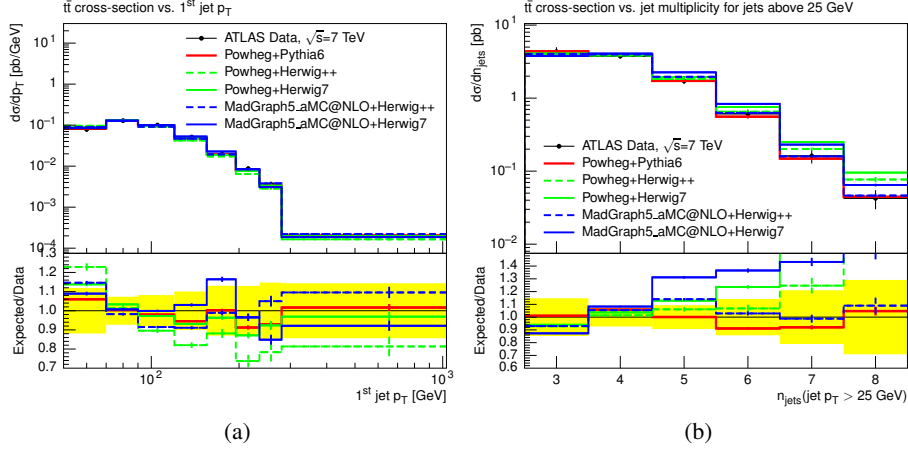 tt̄ cross-section vs. 1st jet pT
dσ/dpT [pb/GeV]
10
1
10⁻¹
10⁻²
10⁻³
10⁻⁴
ATLAS Data, √s=7 TeV
Powheg+Pythia6
Powheg+Herwig++
Powheg+Herwig7
MadGraph5_aMC@NLO+Herwig++
MadGraph5_aMC@NLO+Herwig7
Expected/Data
1.3
1.2
1.1
1.0
0.9
0.8
0.7
10²
10³
1st jet pT [GeV]
(a)
tt̄ cross-section vs. jet multiplicity for jets above 25 GeV
dσ/dnjets [pb]
10
1
10⁻¹
10⁻²
ATLAS Data, √s=7 TeV
Powheg+Pythia6
Powheg+Herwig++
Powheg+Herwig7
MadGraph5_aMC@NLO+Herwig++
MadGraph5_aMC@NLO+Herwig7
Expected/Data
1.4
1.2
1.1
1.0
0.9
0.8
0.6
3 4 5 6 7 8
njets(jet pT > 25 GeV)
(b)